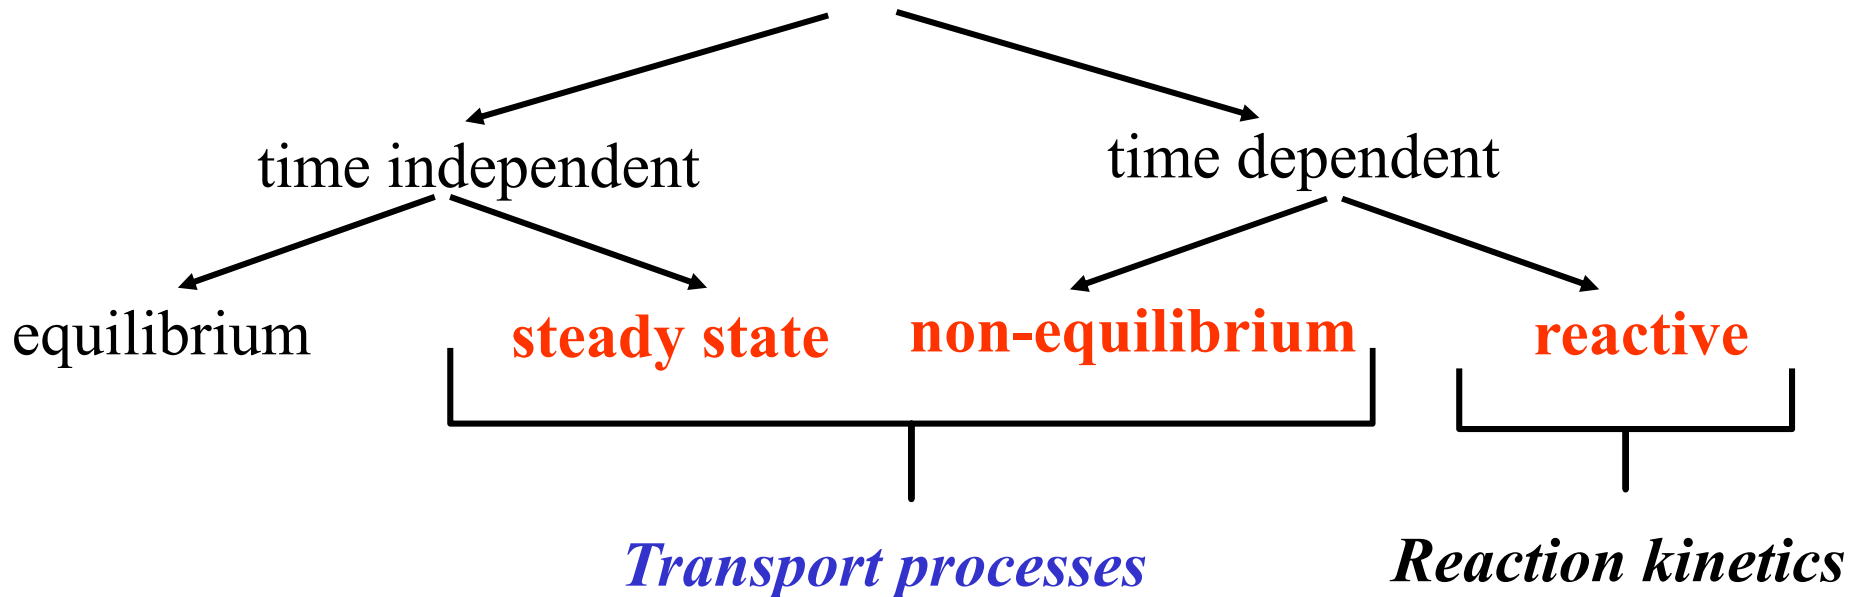 time independent
time dependent
equilibrium
steady state
non-equilibrium
reactive
Transport processes
Reaction kinetics